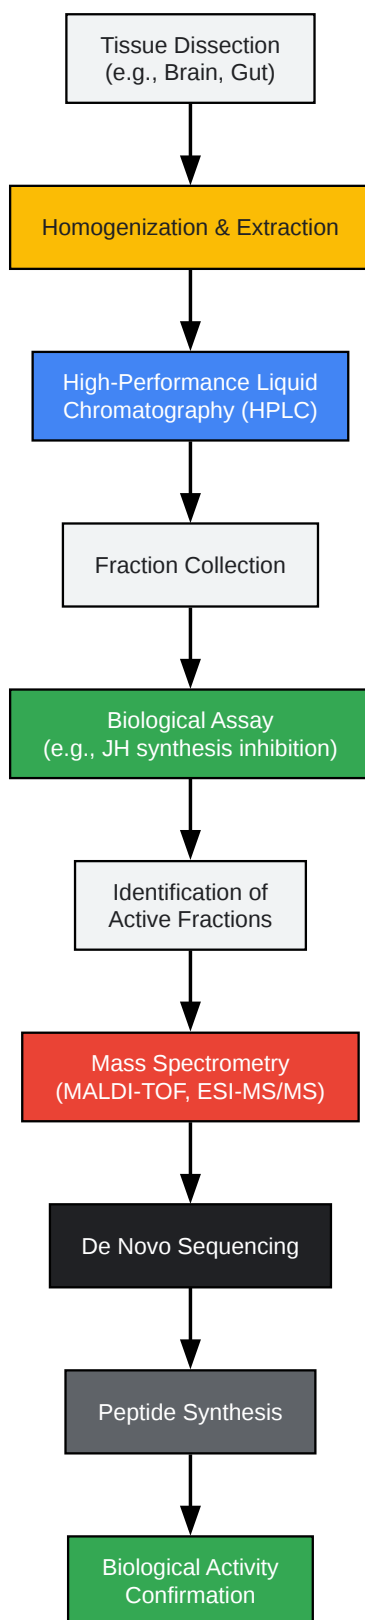 Tissue Dissection
(e.g., Brain, Gut)
Homogenization & Extraction
High-Performance Liquid
Chromatography (HPLC)
Fraction Collection
Biological Assay
(e.g., JH synthesis inhibition)
Identification of
Active Fractions
Mass Spectrometry
(MALDI-TOF, ESI-MS/MS)
De Novo Sequencing
Peptide Synthesis
Biological Activity
Confirmation